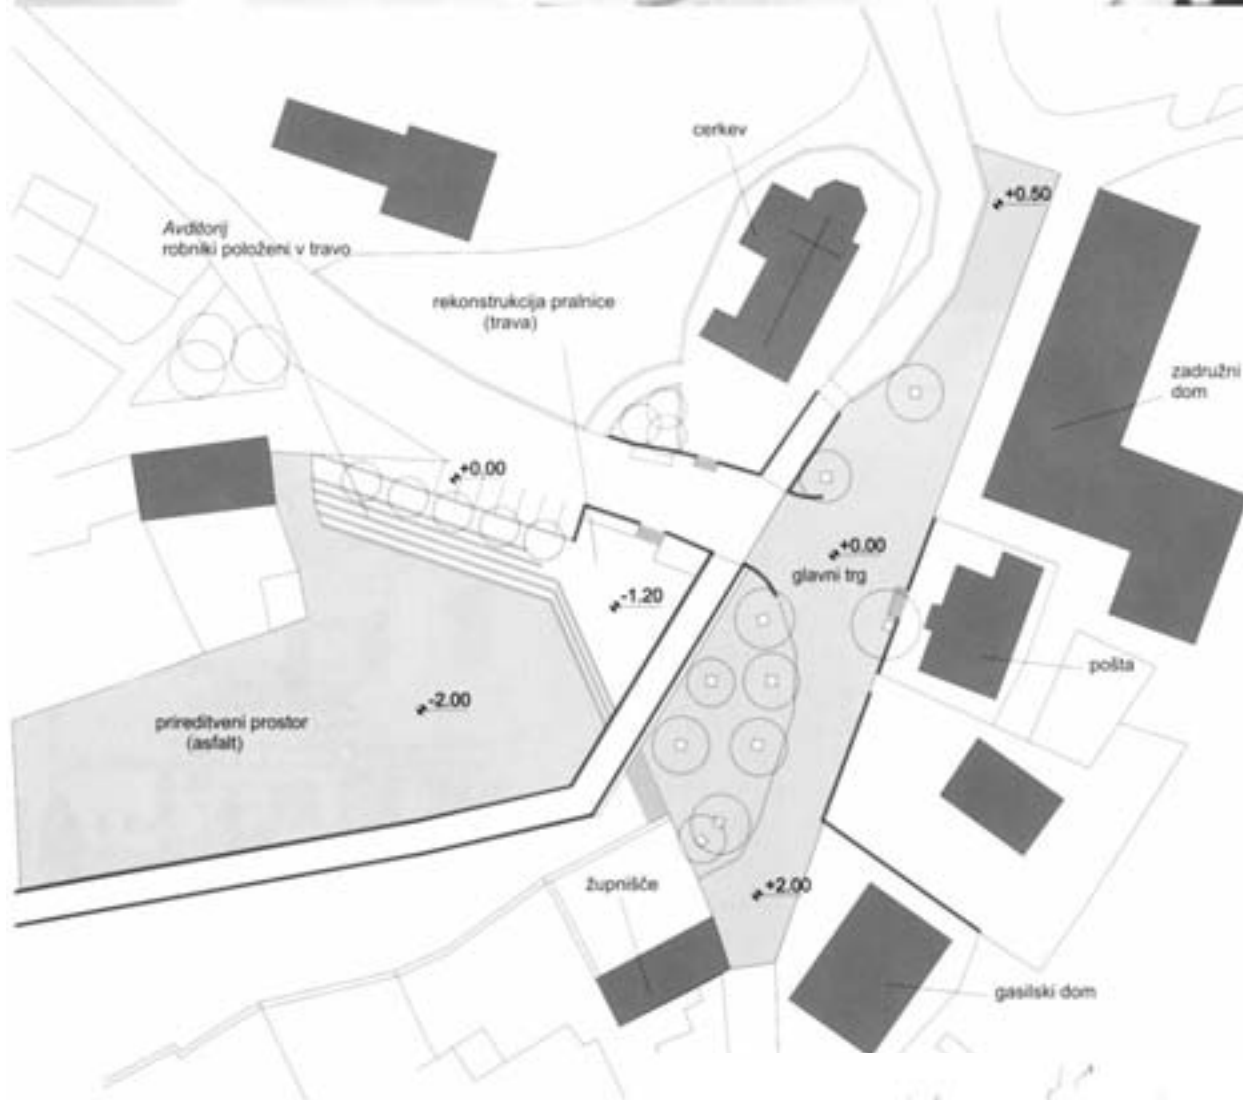 cerkev
+0.50
Avditorij
robniki položeni v travo
rekonstrukcija pralnice
(trava)
zadružni
dom
+0.00
+0.00
glavni trg
-1.20
pošta
-2.00
prireditveni prostor
(asfalt)
župnišče
+2.00
gasilski dom